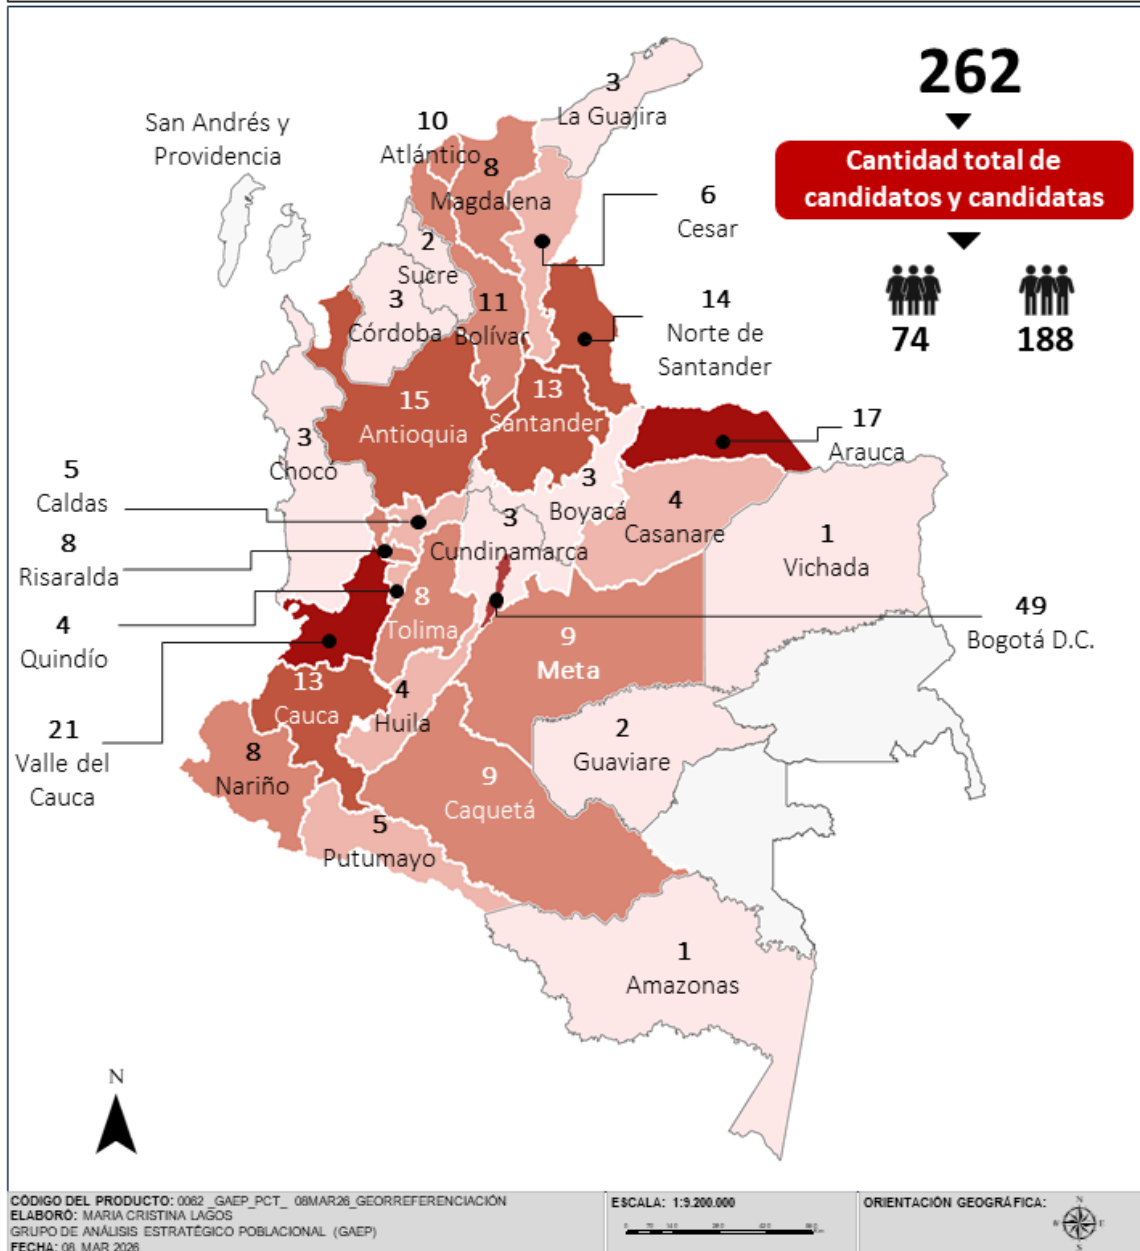 262
Cantidad total de
candidatos y candidatas
74
188
3
La Guajira
San Andrés y
Providencia
10
Atlántico
8
Magdalena
6
Cesar
2
Sucre
3
Córdoba
11
Bolívar
14
Norte de
Santander
15
Antioquia
13
Santander
17
Arauca
3
Chocó
5
Caldas
3
Boyacá
4
Casanare
3
Cundinamarca
1
Vichada
8
Risaralda
4
Quindío
8
Tolima
9
Meta
49
Bogotá D.C.
21
Valle del
Cauca
13
Cauca
4
Huila
2
Guaviare
8
Nariño
9
Caquetá
5
Putumayo
1
Amazonas
N
CÓDIGO DEL PRODUCTO: 0062_GAEP_PCT_ 08MAR26_GEORREFERENCIACIÓN
ELABORÓ: MARIA CRISTINA LAGOS
GRUPO DE ANÁLISIS ESTRATÉGICO POBLACIONAL (GAEP)
FECHA: 08 MAR 2026
ESCALA: 1:9.200.000
ORIENTACIÓN GEOGRÁFICA:
N
E
S